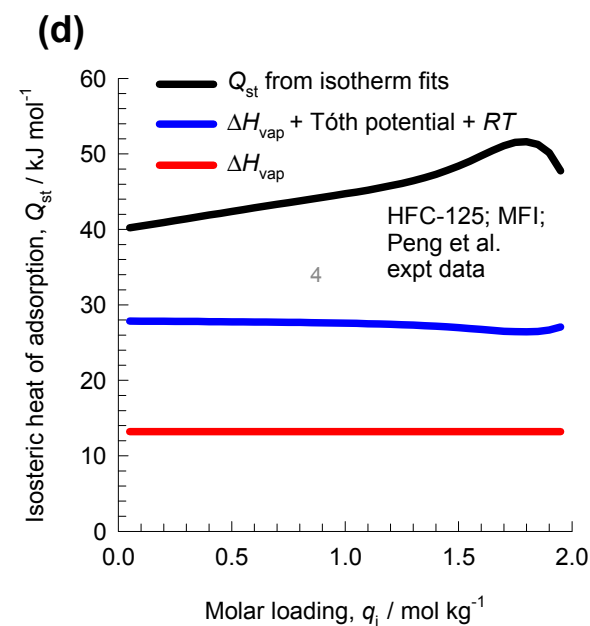 (d)
60
50
40
30
20
10
0
Isosteric heat of adsorption, Qst / kJ mol-1
Qst from isotherm fits
ΔHvap + Tóth potential + RT
ΔHvap
HFC-125; MFI;
Peng et al.
expt data
4
0.0 0.5 1.0 1.5 2.0
Molar loading, qi / mol kg-1